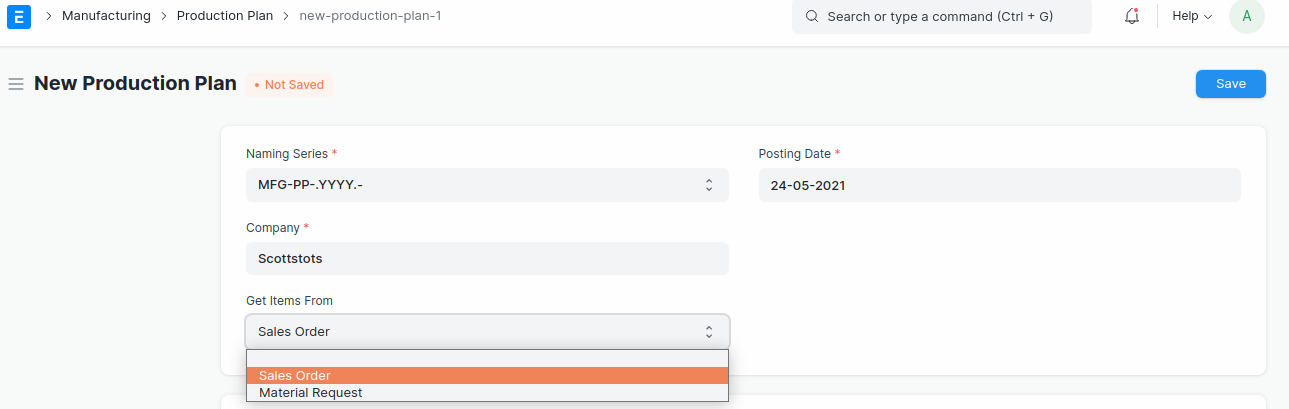 E
Manufacturing
Production Plan
new-production-plan-1
Search or type a command (Ctrl + G)
Help
A
New Production Plan
• Not Saved
Save
Naming Series *
MFG-PP-.YYYY.-
Posting Date *
24-05-2021
Company *
Scottstots
Get Items From
Sales Order
Sales Order
Material Request